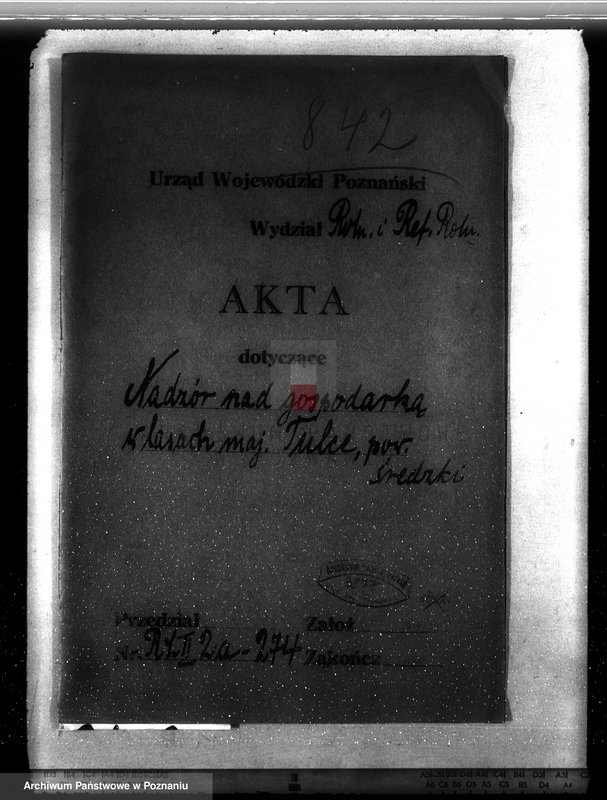 842
Urząd Wojewódzki Poznański
Wydział Roln. i Ref. Roln.
AKTA
dotyczące
Nadzór nad gospodarką
w lasach maj. Tulce, pow.
średzki
Przedział
Założ
Nr. RL II 2a - 274 Zakończ
Archiwum Państwowe w Poznaniu